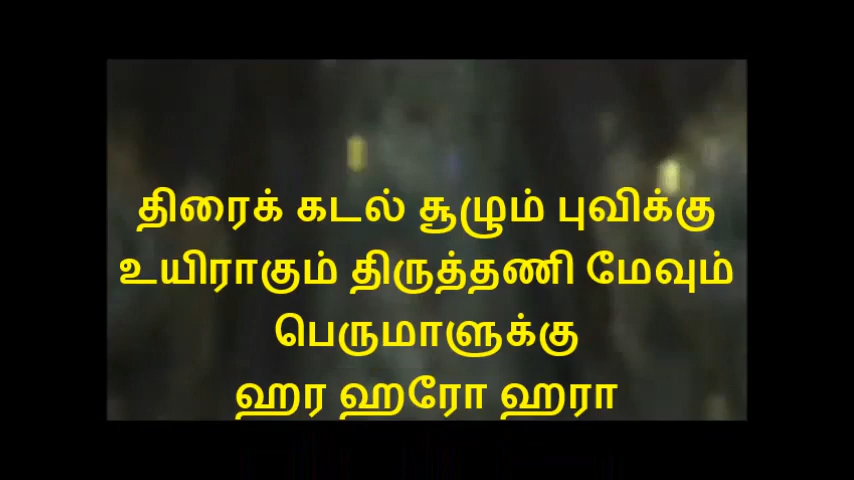 திரைக் கடல் சூழும் புவிக்கு
உயிராகும் திருத்தணி மேவும்
பெருமாளுக்கு
ஹர ஹரோ ஹரா